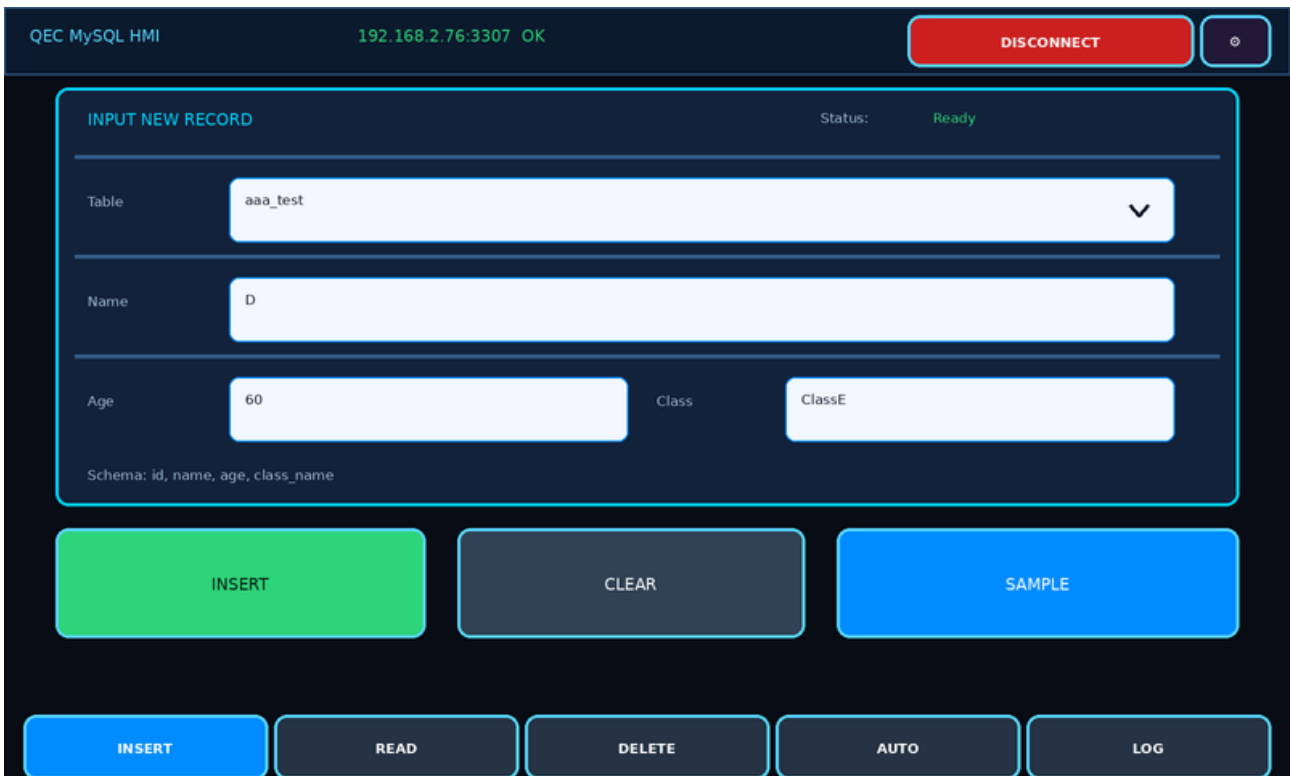 QEC MySQL HMI 192.168.2.76:3307 OK DISCONNECT ⚙
INPUT NEW RECORD Status: Ready
Table aaa_test
Name D
Age 60 Class ClassE
Schema: id, name, age, class_name
INSERT CLEAR SAMPLE
INSERT READ DELETE AUTO LOG